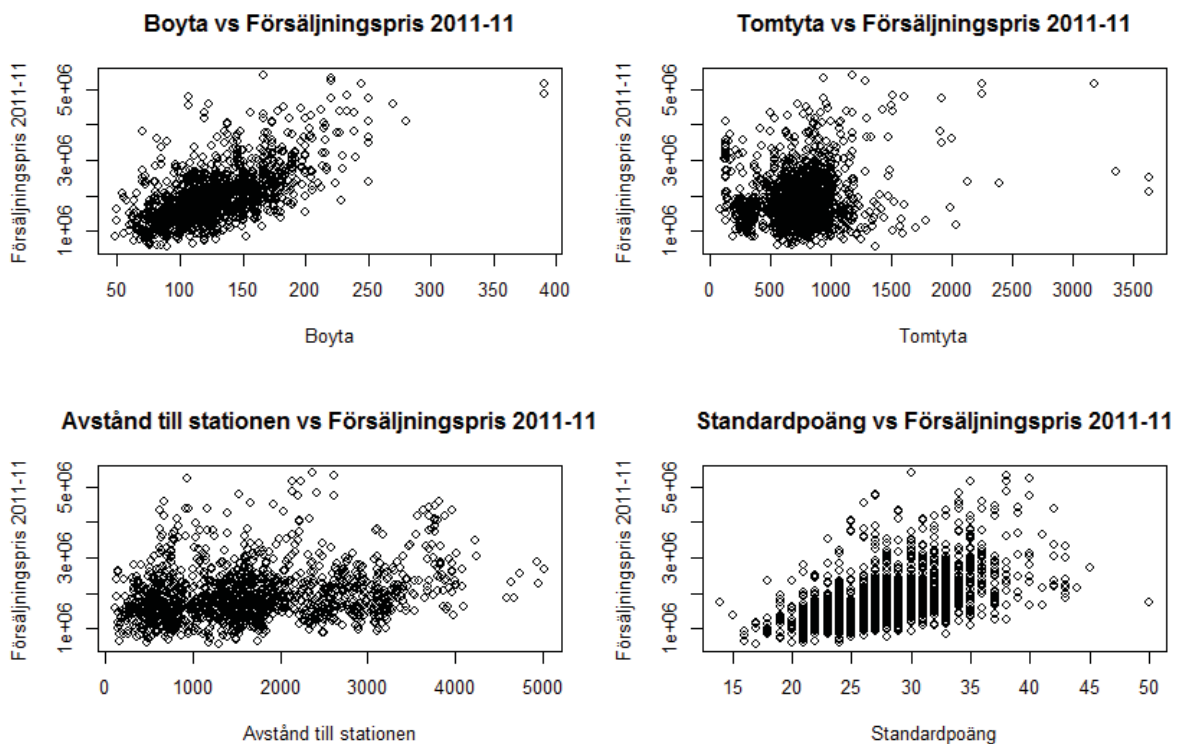 Boyta vs Försäljningspris 2011-11
Försäljningspris 2011-11
1e+06 3e+06 5e+06
50 100 150 200 250 300 350 400
Boyta
Tomtyta vs Försäljningspris 2011-11
Försäljningspris 2011-11
1e+06 3e+06 5e+06
0 500 1000 1500 2000 2500 3000 3500
Tomtyta
Avstånd till stationen vs Försäljningspris 2011-11
Försäljningspris 2011-11
1e+06 3e+06 5e+06
0 1000 2000 3000 4000 5000
Avstånd till stationen
Standardpoäng vs Försäljningspris 2011-11
Försäljningspris 2011-11
1e+06 3e+06 5e+06
15 20 25 30 35 40 45 50
Standardpoäng